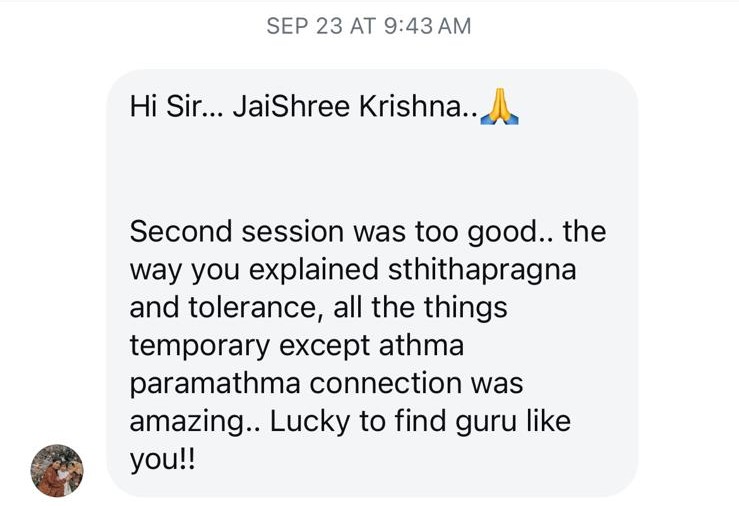 SEP 23 AT 9:43 AM
Hi Sir... JaiShree Krishna..🙏
Second session was too good.. the
way you explained sthithapragna
and tolerance, all the things
temporary except athma
paramathma connection was
amazing.. Lucky to find guru like
you!!